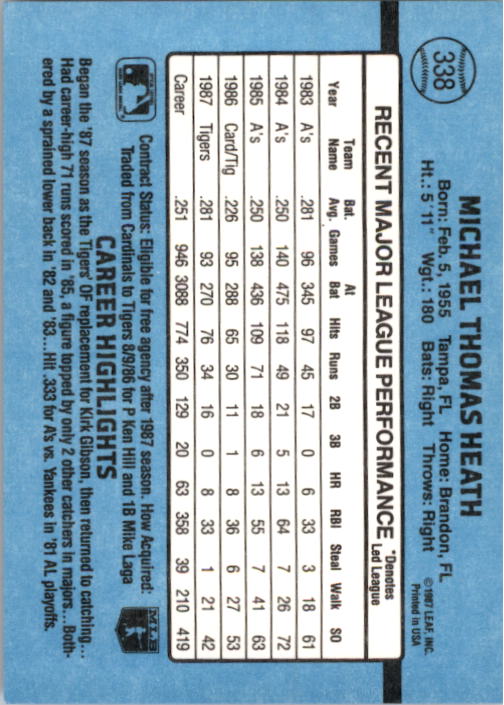 338
MICHAEL THOMAS HEATH
Born: Feb. 5, 1955 Tampa, FL Home: Brandon, FL
Ht.: 5'11" Wgt.: 180 Bats: Right Throws: Right
©1987 LEAF, INC.
Printed in USA
RECENT MAJOR LEAGUE PERFORMANCE
*Denotes
Led League
Year Team Name Bat. Avg. Games At Bat Hits Runs 2B 3B HR RBI Steal Walk SO
1983 A's .281 96 345 97 45 17 0 6 33 3 18 61
1984 A's .250 140 475 118 49 21 5 13 64 7 26 72
1985 A's .250 138 436 109 71 18 6 13 55 7 41 63
1986 Card/Tig .226 95 288 65 30 11 1 8 36 6 27 53
1987 Tigers .281 93 270 76 34 16 0 8 33 1 21 42
Career .251 946 3088 774 350 129 20 63 358 39 210 419
Contract Status: Eligible for free agency after 1987 season. How Acquired:
Traded from Cardinals to Tigers 8/9/86 for P Ken Hill and 1B Mike Laga
MLB
CAREER HIGHLIGHTS
Began the '87 season as the Tigers' OF replacement for Kirk Gibson, then returned to catching...
Had career-high 71 runs scored in '85, a figure topped by only 2 other catchers in majors... Both-
ered by a sprained lower back in '82 and '83...Hit .333 for A's vs. Yankees in '81 AL playoffs.